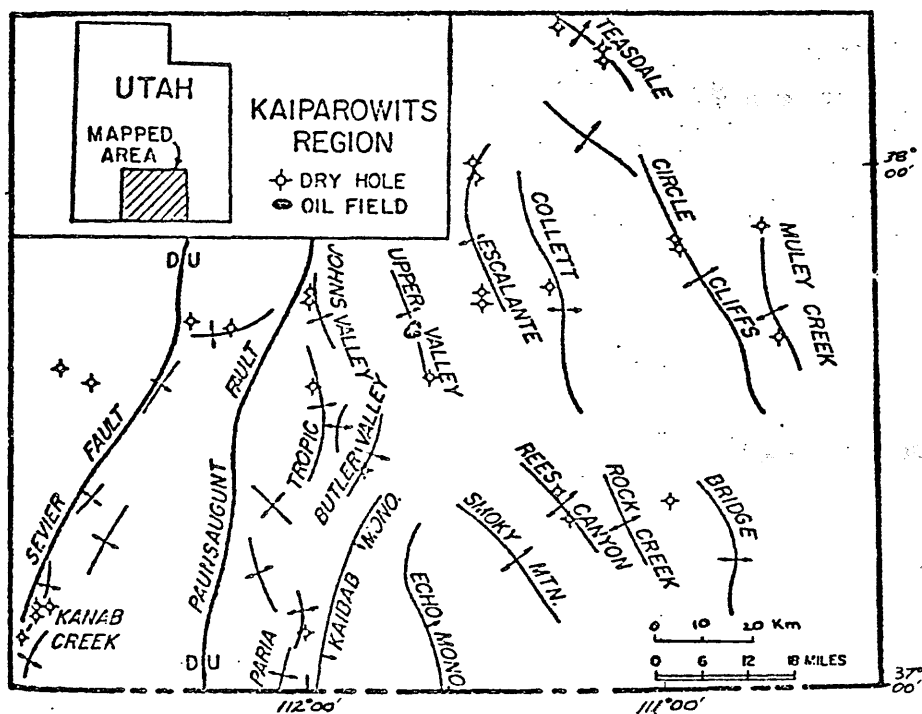 UTAH
MAPPED
AREA
KAIPAROWITS
REGION
DRY HOLE
OIL FIELD
TEASDALE
38°
00'
CIRCLE
CLIFFS
MULEY CREEK
COLLETT
ESCALANTE
UPPER
VALLEY
JOHNS
VALLEY
D U
SEVIER
FAULT
PAUNSAUGUNT
FAULT
TROPIC
BUTLER VALLEY
KAIBAB
MONO.
ECHO MONO
SMOKY
MTN.
REES
CANYON
ROCK
CREEK
BRIDGE
KANAB
CREEK
PARIA
D U
0 10 20 Km
0 6 12 18 MILES
37°
00'
112°00'
111°00'